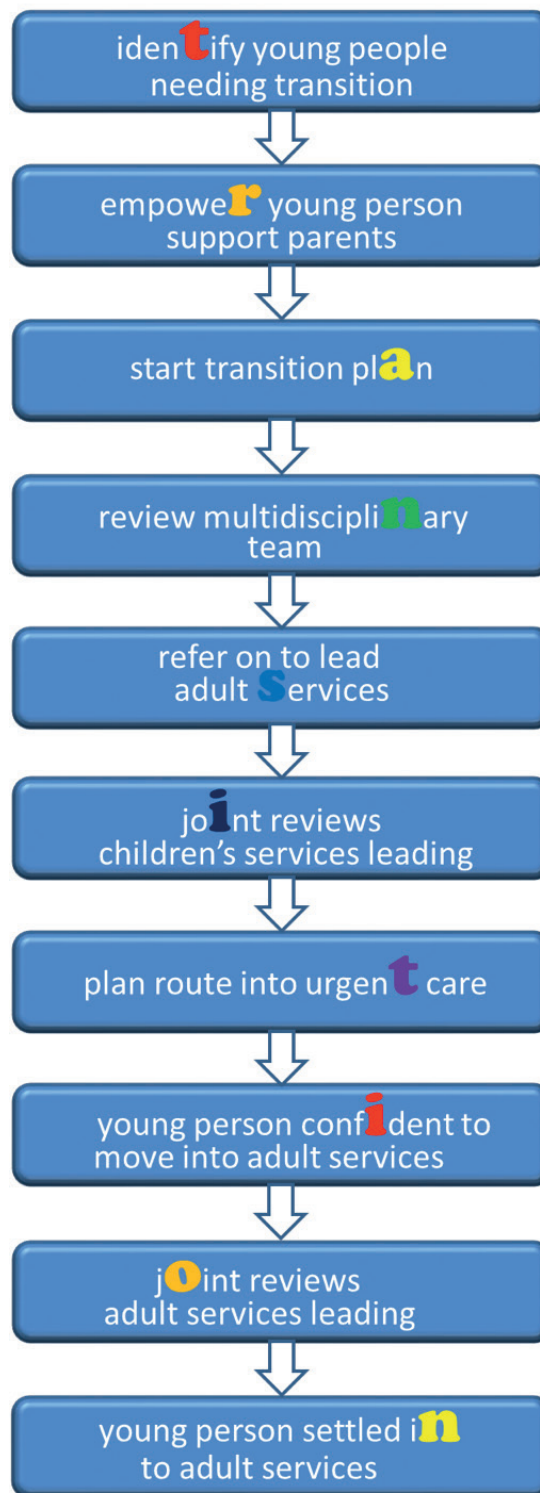 identify young people
needing transition
empower young person
support parents
start transition plan
review multidisciplinary
team
refer on to lead
adult services
joint reviews
children's services leading
plan route into urgent care
young person confident to
move into adult services
joint reviews
adult services leading
young person settled in
to adult services